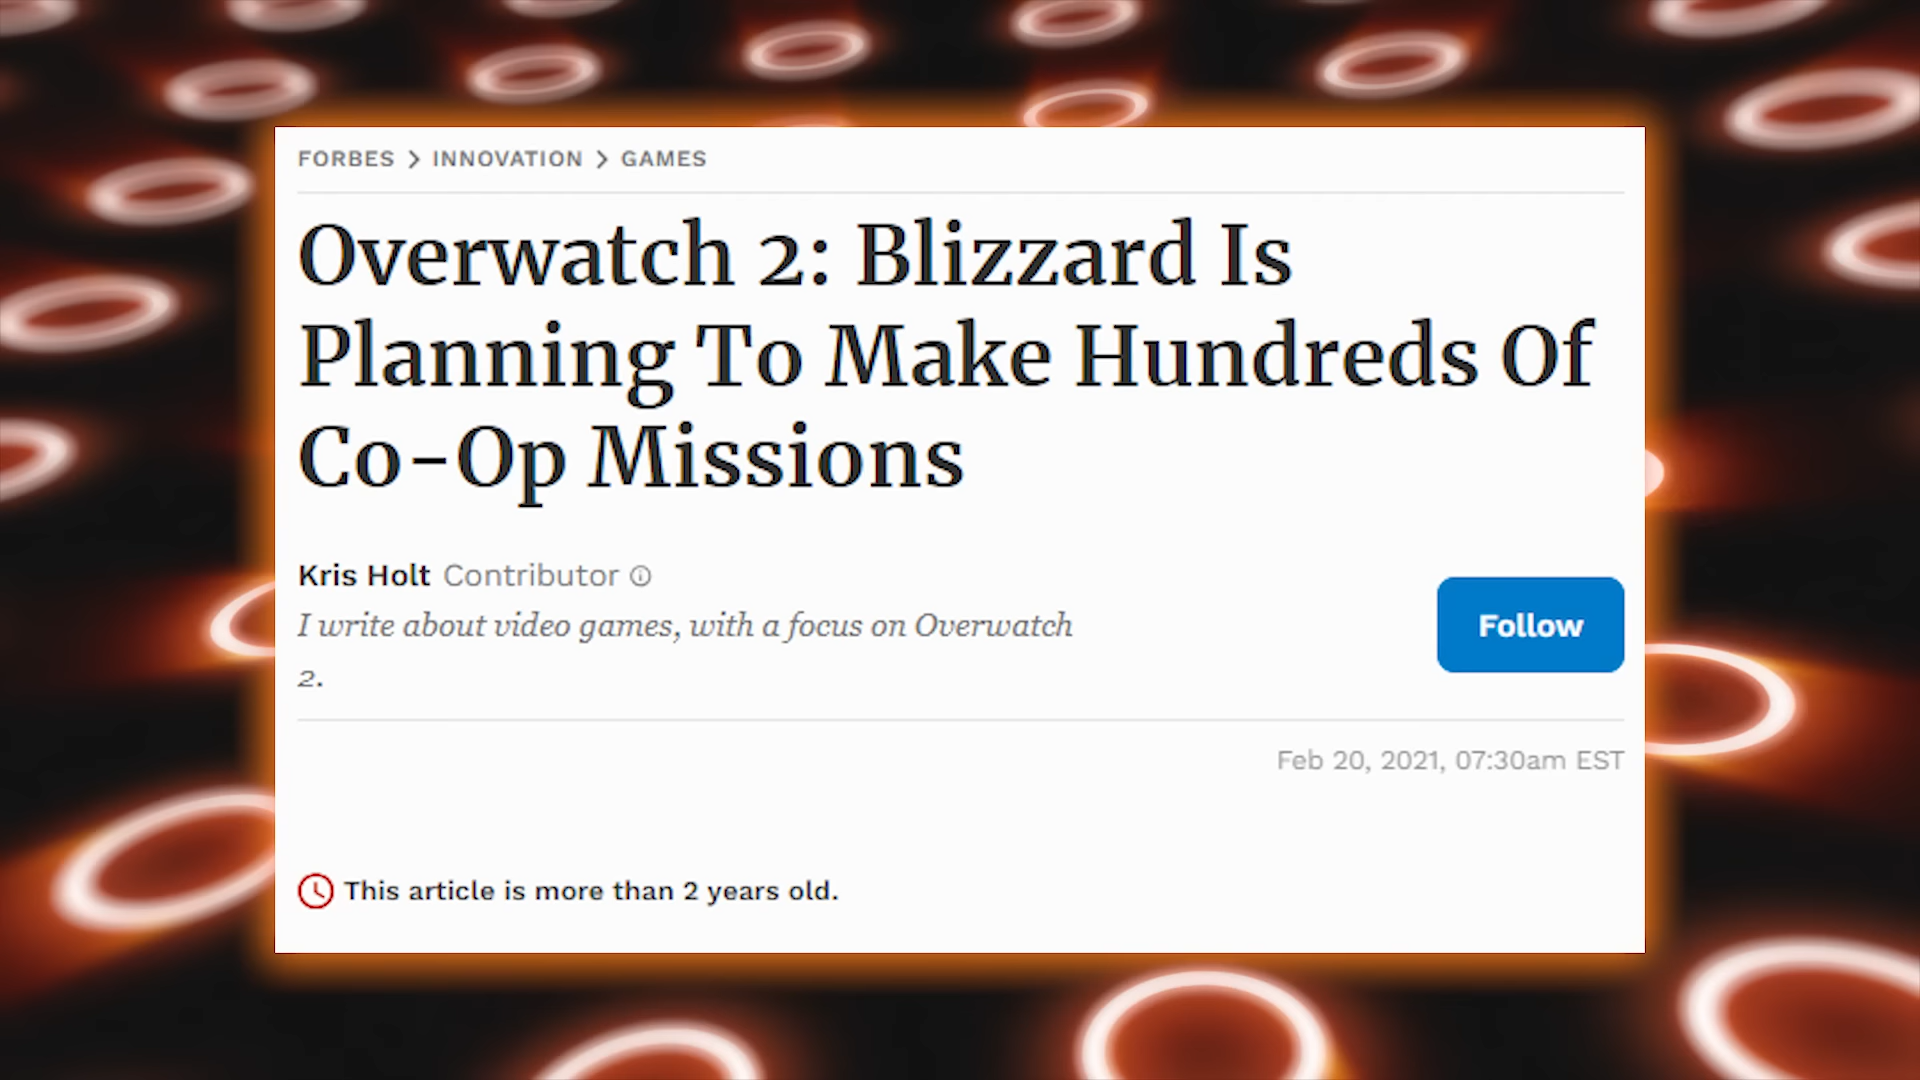 FORBES > INNOVATION > GAMES
Overwatch 2: Blizzard Is
Planning To Make Hundreds Of
Co-Op Missions
Kris Holt Contributor
I write about video games, with a focus on Overwatch
2.
Follow
Feb 20, 2021, 07:30am EST
This article is more than 2 years old.